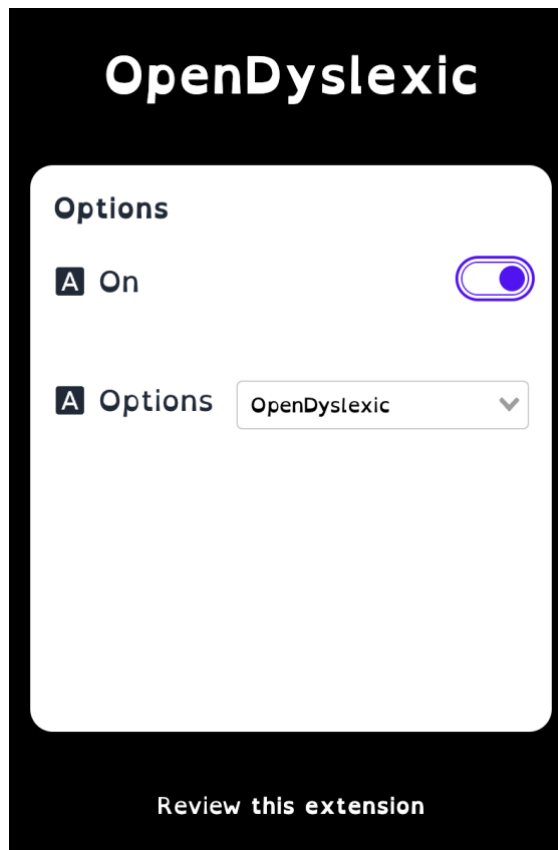 OpenDyslexic
Options
A On
A Options OpenDyslexic
Review this extension